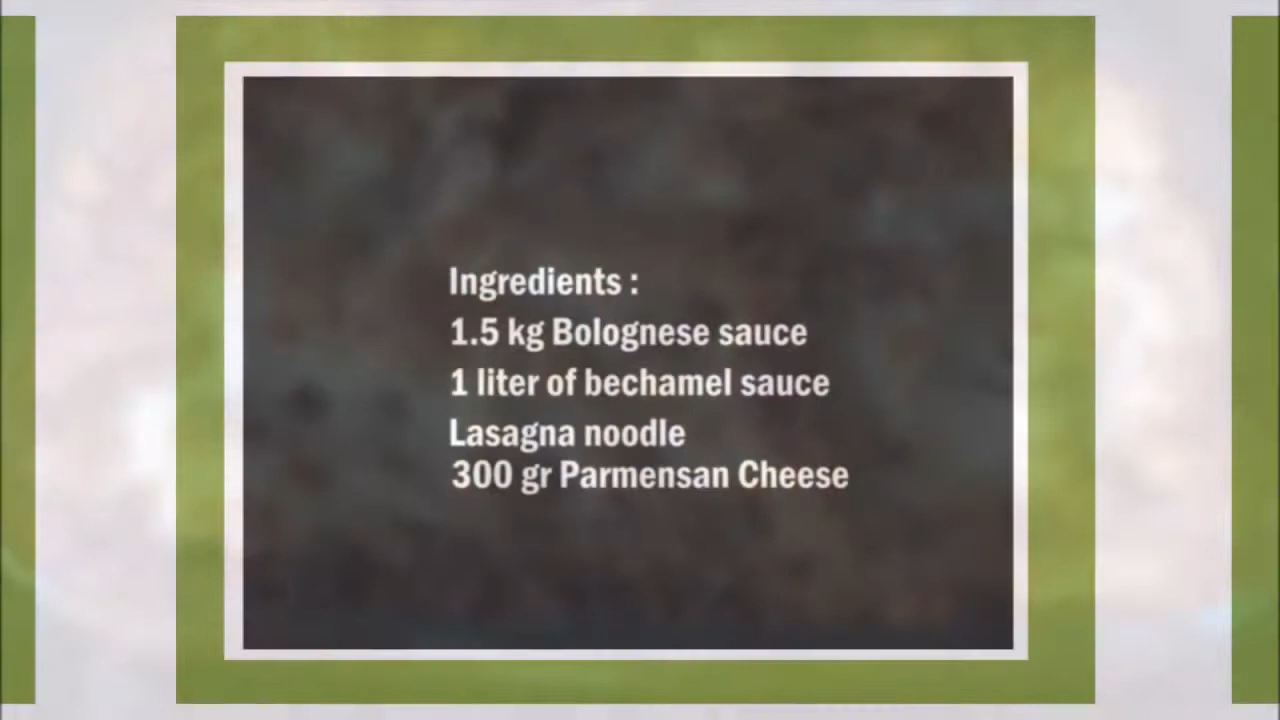 Ingredients :
1.5 kg Bolognese sauce
1 liter of bechamel sauce
Lasagna noodle
300 gr Parmensan Cheese